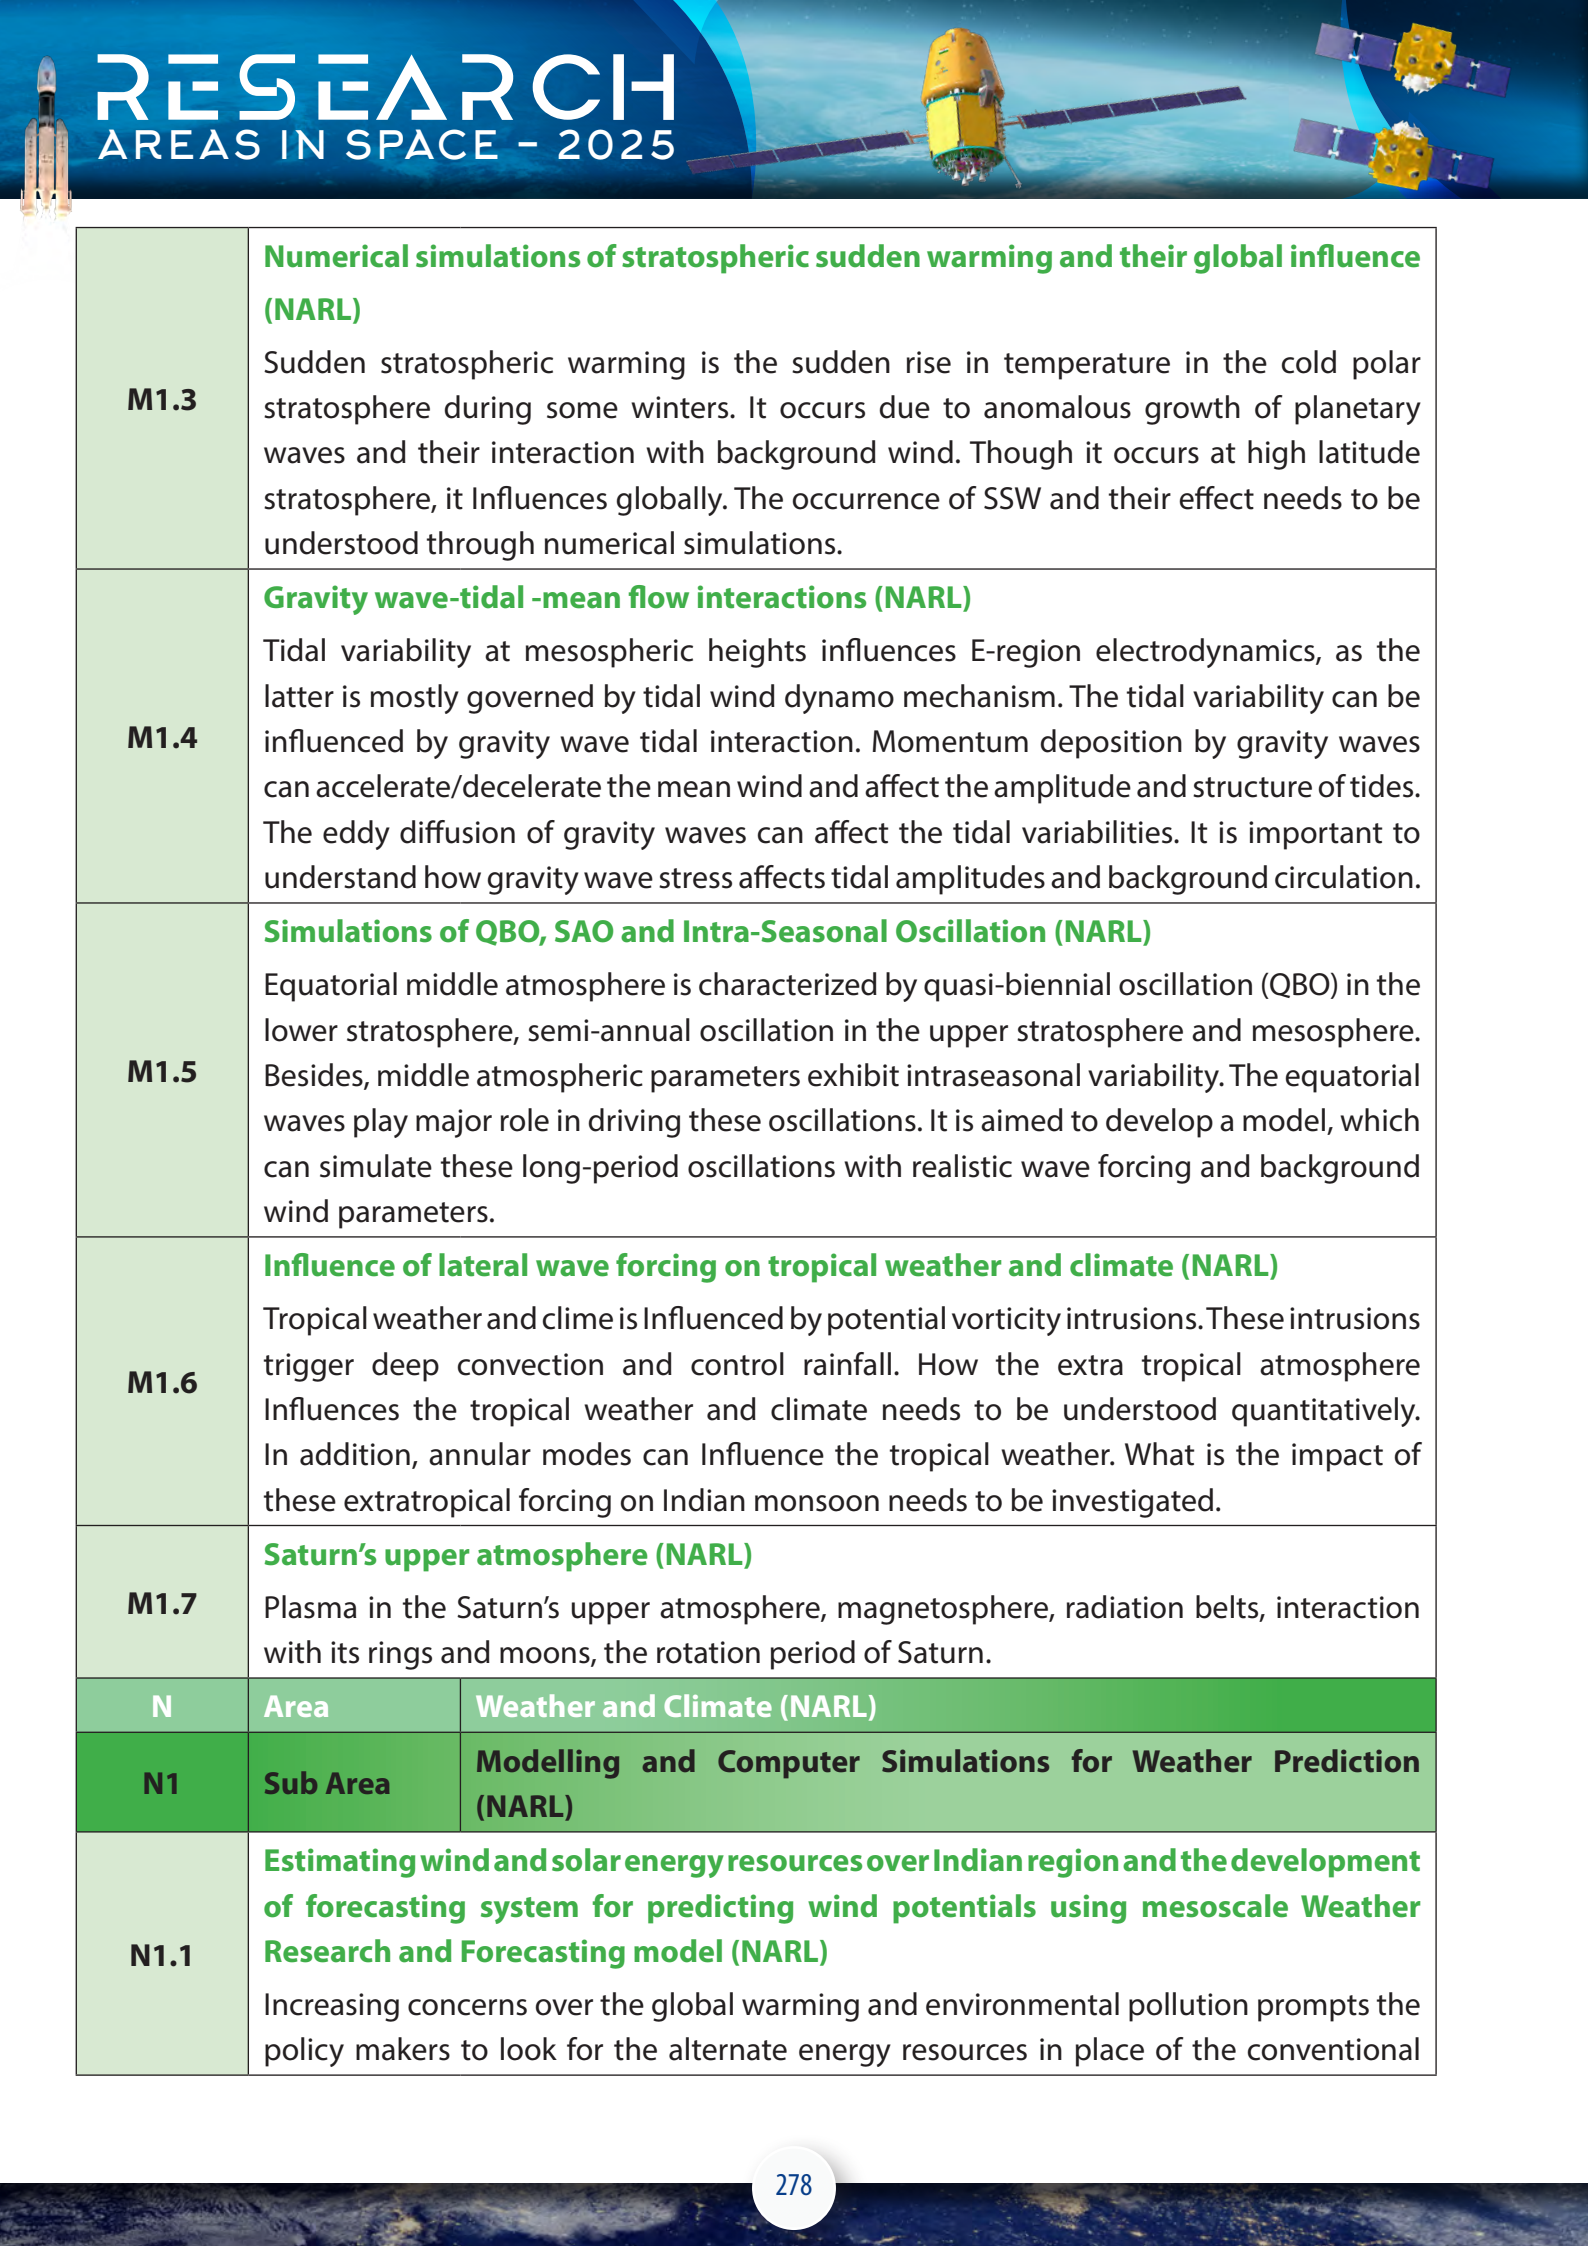 RESEARCH
AREAS IN SPACE - 2025
M1.3
Numerical simulations of stratospheric sudden warming and their global influence
(NARL)
Sudden stratospheric warming is the sudden rise in temperature in the cold polar
stratosphere during some winters. It occurs due to anomalous growth of planetary
waves and their interaction with background wind. Though it occurs at high latitude
stratosphere, it Influences globally. The occurrence of SSW and their effect needs to be
understood through numerical simulations.
M1.4
Gravity wave-tidal -mean flow interactions (NARL)
Tidal variability at mesospheric heights influences E-region electrodynamics, as the
latter is mostly governed by tidal wind dynamo mechanism. The tidal variability can be
influenced by gravity wave tidal interaction. Momentum deposition by gravity waves
can accelerate/decelerate the mean wind and affect the amplitude and structure of tides.
The eddy diffusion of gravity waves can affect the tidal variabilities. It is important to
understand how gravity wave stress affects tidal amplitudes and background circulation.
M1.5
Simulations of QBO, SAO and Intra-Seasonal Oscillation (NARL)
Equatorial middle atmosphere is characterized by quasi-biennial oscillation (QBO) in the
lower stratosphere, semi-annual oscillation in the upper stratosphere and mesosphere.
Besides, middle atmospheric parameters exhibit intraseasonal variability. The equatorial
waves play major role in driving these oscillations. It is aimed to develop a model, which
can simulate these long-period oscillations with realistic wave forcing and background
wind parameters.
M1.6
Influence of lateral wave forcing on tropical weather and climate (NARL)
Tropical weather and clime is Influenced by potential vorticity intrusions. These intrusions
trigger deep convection and control rainfall. How the extra tropical atmosphere
Influences the tropical weather and climate needs to be understood quantitatively.
In addition, annular modes can Influence the tropical weather. What is the impact of
these extratropical forcing on Indian monsoon needs to be investigated.
M1.7
Saturn’s upper atmosphere (NARL)
Plasma in the Saturn’s upper atmosphere, magnetosphere, radiation belts, interaction
with its rings and moons, the rotation period of Saturn.
N Area Weather and Climate (NARL)
N1 Sub Area Modelling and Computer Simulations for Weather Prediction
(NARL)
N1.1
Estimating wind and solar energy resources over Indian region and the development
of forecasting system for predicting wind potentials using mesoscale Weather
Research and Forecasting model (NARL)
Increasing concerns over the global warming and environmental pollution prompts the
policy makers to look for the alternate energy resources in place of the conventional
278